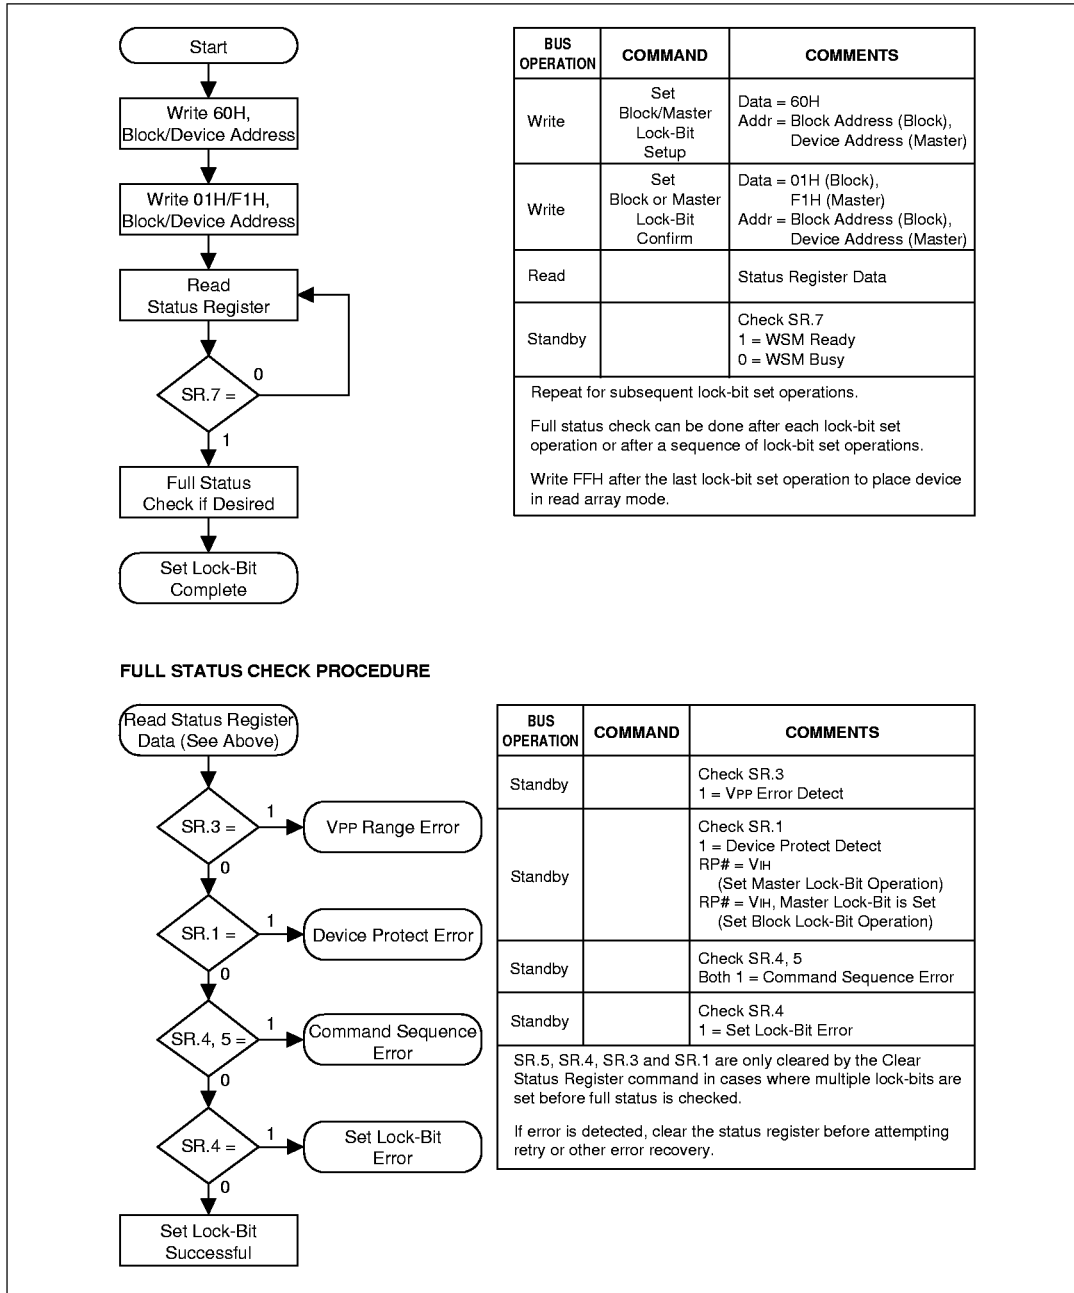 Start
Write 60H,
Block/Device Address
Write 01H/F1H,
Block/Device Address
Read
Status Register
SR.7 =
0
1
Full Status
Check if Desired
Set Lock-Bit
Complete
BUS
OPERATION
COMMAND
COMMENTS
Write
Set
Block/Master
Lock-Bit
Setup
Data = 60H
Addr = Block Address (Block),
Device Address (Master)
Write
Set
Block or Master
Lock-Bit
Confirm
Data = 01H (Block),
F1H (Master)
Addr = Block Address (Block),
Device Address (Master)
Read
Status Register Data
Standby
Check SR.7
1 = WSM Ready
0 = WSM Busy
Repeat for subsequent lock-bit set operations.
Full status check can be done after each lock-bit set
operation or after a sequence of lock-bit set operations.
Write FFH after the last lock-bit set operation to place device
in read array mode.
FULL STATUS CHECK PROCEDURE
Read Status Register
Data (See Above)
SR.3 =
1
VPP Range Error
0
SR.1 =
1
Device Protect Error
0
SR.4, 5 =
1
Command Sequence
Error
0
SR.4 =
1
Set Lock-Bit
Error
0
Set Lock-Bit
Successful
BUS
OPERATION
COMMAND
COMMENTS
Standby
Check SR.3
1 = VPP Error Detect
Standby
Check SR.1
1 = Device Protect Detect
RP# = VIH
(Set Master Lock-Bit Operation)
RP# = VIH, Master Lock-Bit is Set
(Set Block Lock-Bit Operation)
Standby
Check SR.4, 5
Both 1 = Command Sequence Error
Standby
Check SR.4
1 = Set Lock-Bit Error
SR.5, SR.4, SR.3 and SR.1 are only cleared by the Clear
Status Register command in cases where multiple lock-bits are
set before full status is checked.
If error is detected, clear the status register before attempting
retry or other error recovery.